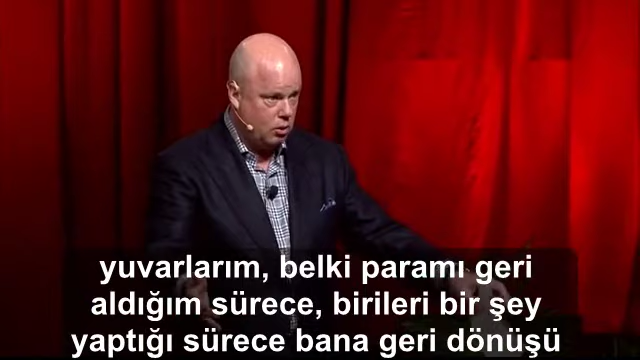 yuvarlarım, belki paramı geri
aldığım sürece, birileri bir şey
yaptığı sürece bana geri dönüşü